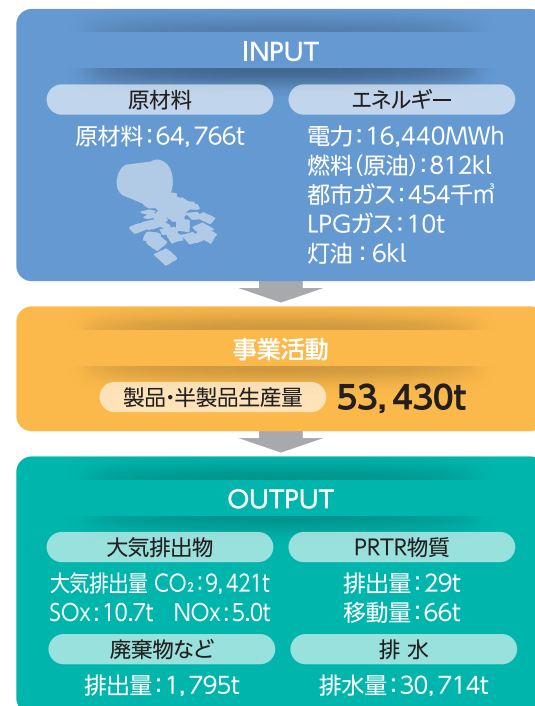 INPUT
原材料
原材料:64,766t
エネルギー
電力:16,440MWh
燃料(原油):812kl
都市ガス:454千㎥
LPGガス:10t
灯油:6kl
事業活動
製品・半製品生産量 53,430t
OUTPUT
大気排出物
大気排出量 CO₂:9,421t
SOx:10.7t NOx:5.0t
PRTR物質
排出量:29t
移動量:66t
廃棄物など
排出量:1,795t
排 水
排水量:30,714t